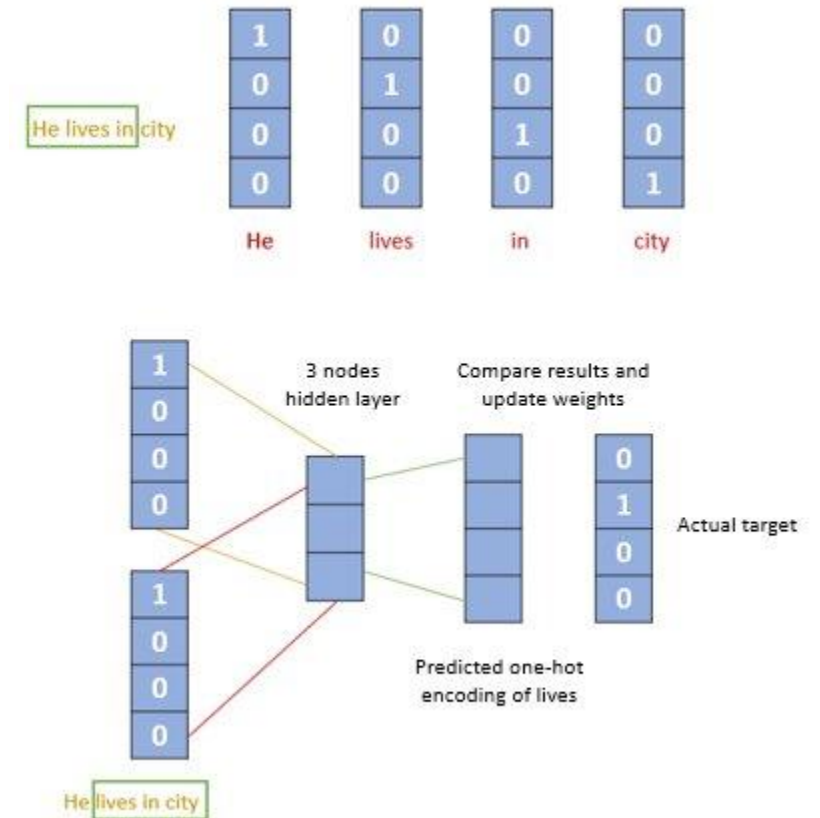 1 0 0 0
0 1 0 0
He lives in city
0 0 1 0
0 0 0 1
He lives in city
1
0
0
0
3 nodes
hidden layer
Compare results and
update weights
0
1
0
0
Actual target
1
0
0
0
Predicted one-hot
encoding of lives
He lives in city